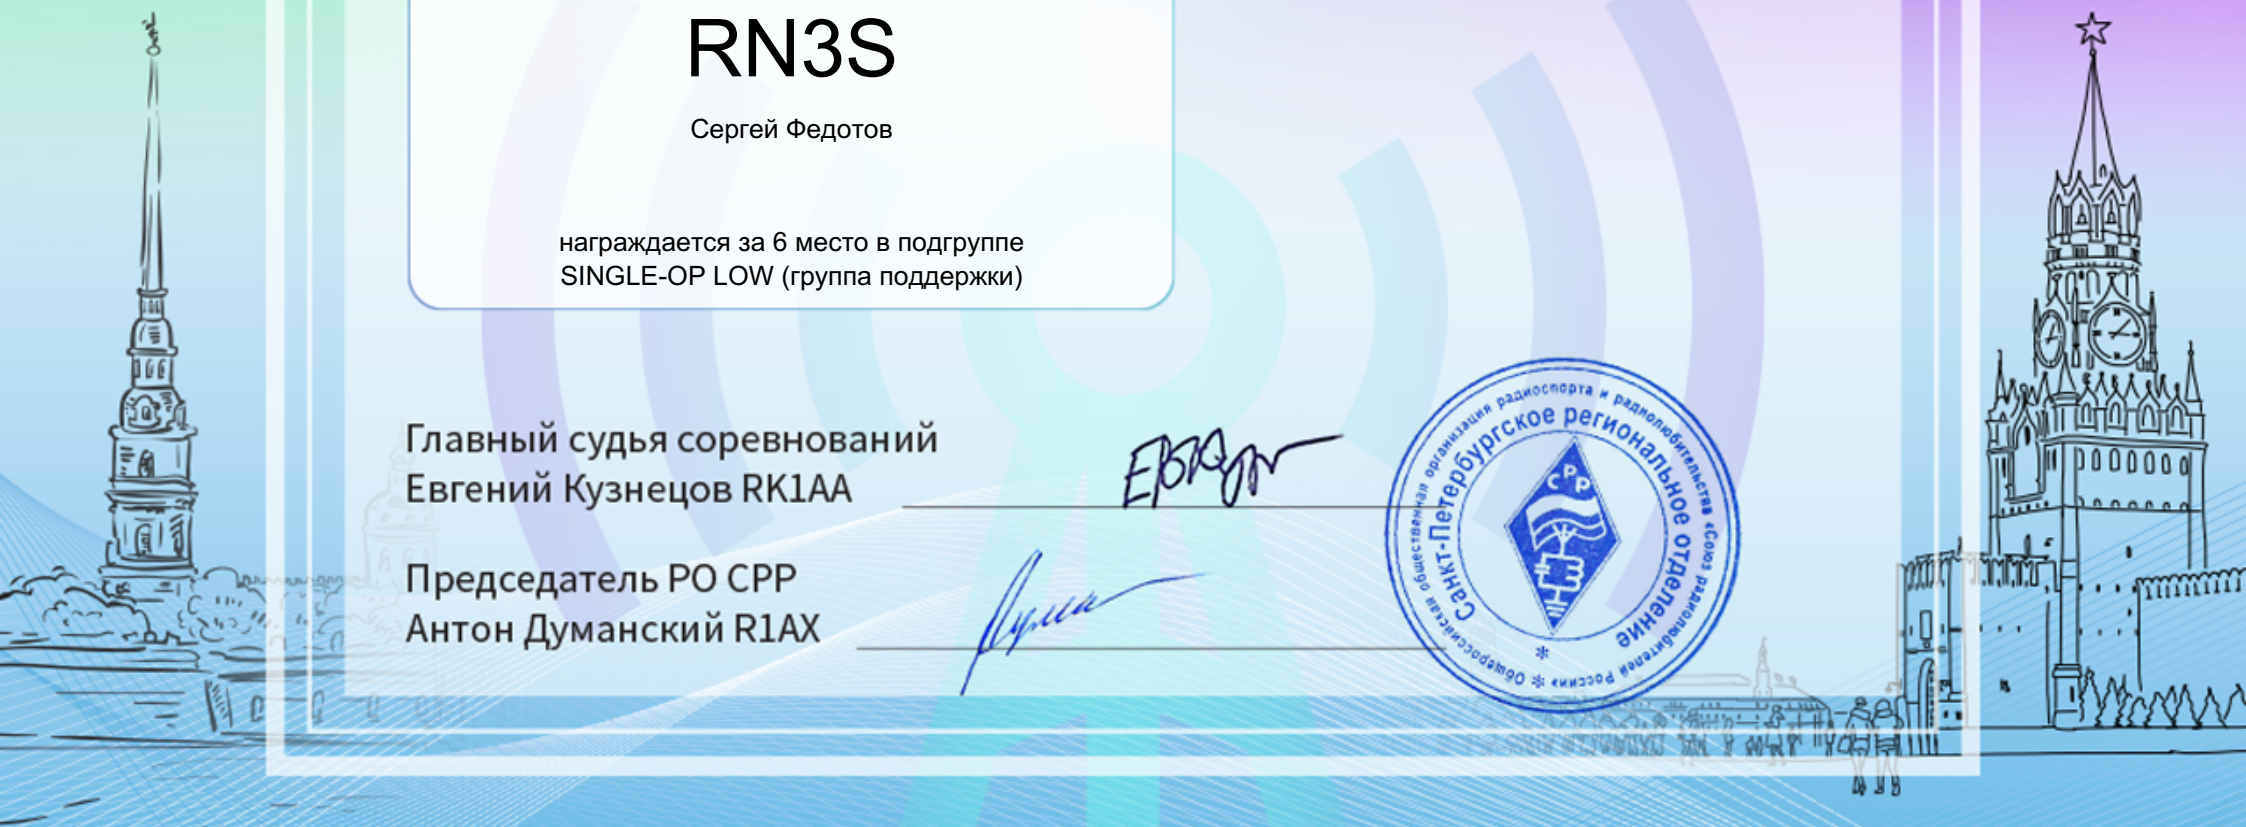 RN3S
Сергей Федотов
награждается за 6 место в подгруппе
SINGLE-OP LOW (группа поддержки)
Главный судья соревнований
Евгений Кузнецов RK1AA
Председатель РО СРР
Антон Думанский R1AX
Общероссийская общественная организация радиоспорта и радиолюбительства «Союз радиолюбителей России»
Санкт-Петербургское региональное отделение
СРР